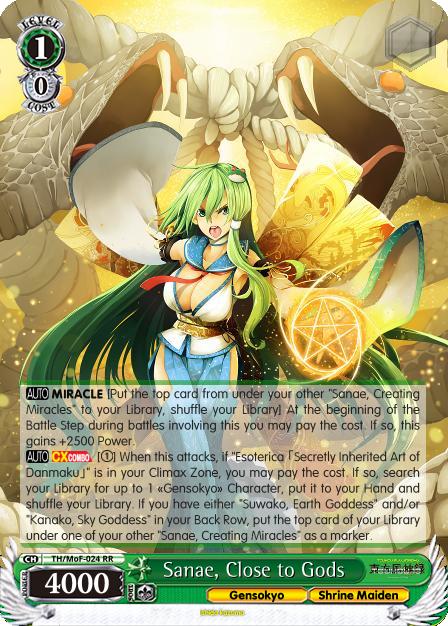 LEVEL
1
0
COST
AUTO MIRACLE [Put the top card from under your other "Sanae, Creating
Miracles" to your Library, shuffle your Library] At the beginning of the
Battle Step during battles involving this you may pay the cost. If so, this
gains +2500 Power.
AUTO CX COMBO [①] When this attacks, if "Esoterica「Secretly Inherited Art of
Danmaku」" is in your Climax Zone, you may pay the cost. If so, search
your Library for up to 1 «Gensokyo» Character, put it to your Hand and
shuffle your Library. If you have either "Suwako, Earth Goddess" and/or
"Kanako, Sky Goddess" in your Back Row, put the top card of your Library
under one of your other "Sanae, Creating Miracles" as a marker.
CH TH/MoF-024 RR
POWER 4000 SOUL
Sanae, Close to Gods
Gensokyo Shrine Maiden